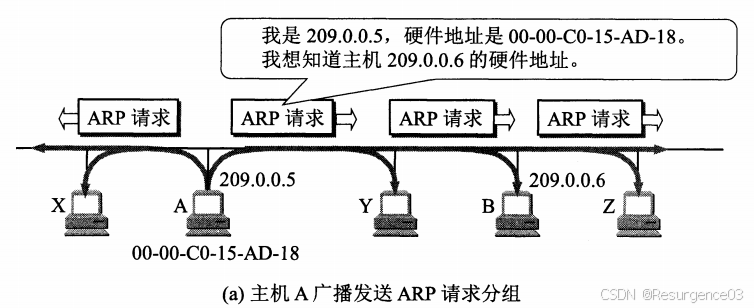 我是 209.0.0.5，硬件地址是 00-00-C0-15-AD-18。
我想知道主机 209.0.0.6 的硬件地址。
ARP 请求
ARP 请求
ARP 请求
ARP 请求
209.0.0.5
209.0.0.6
X
A
Y
B
Z
00-00-C0-15-AD-18
(a) 主机 A 广播发送 ARP 请求分组
CSDN @Resurgence03